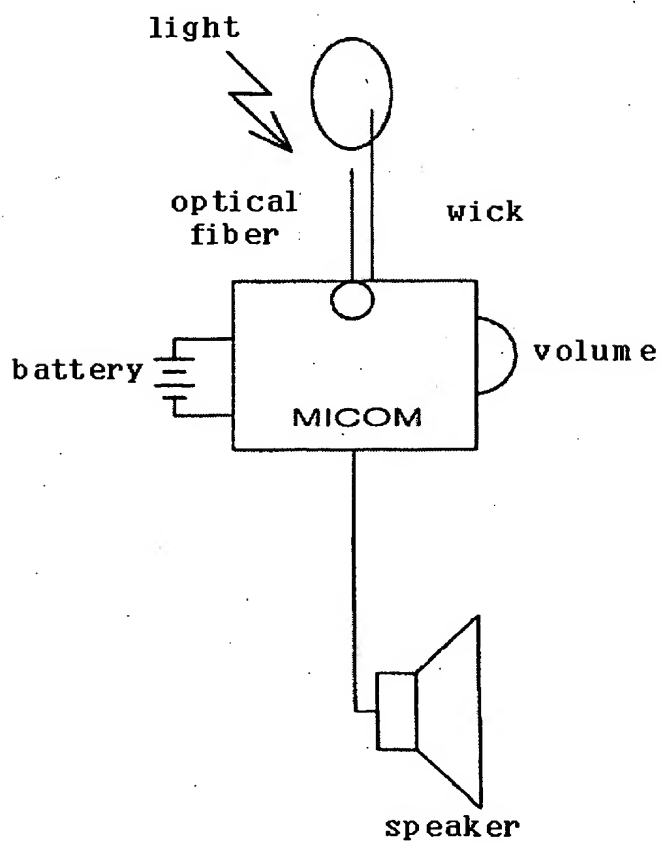 light
optical
fiber
wick
battery
volume
MICOM
speaker